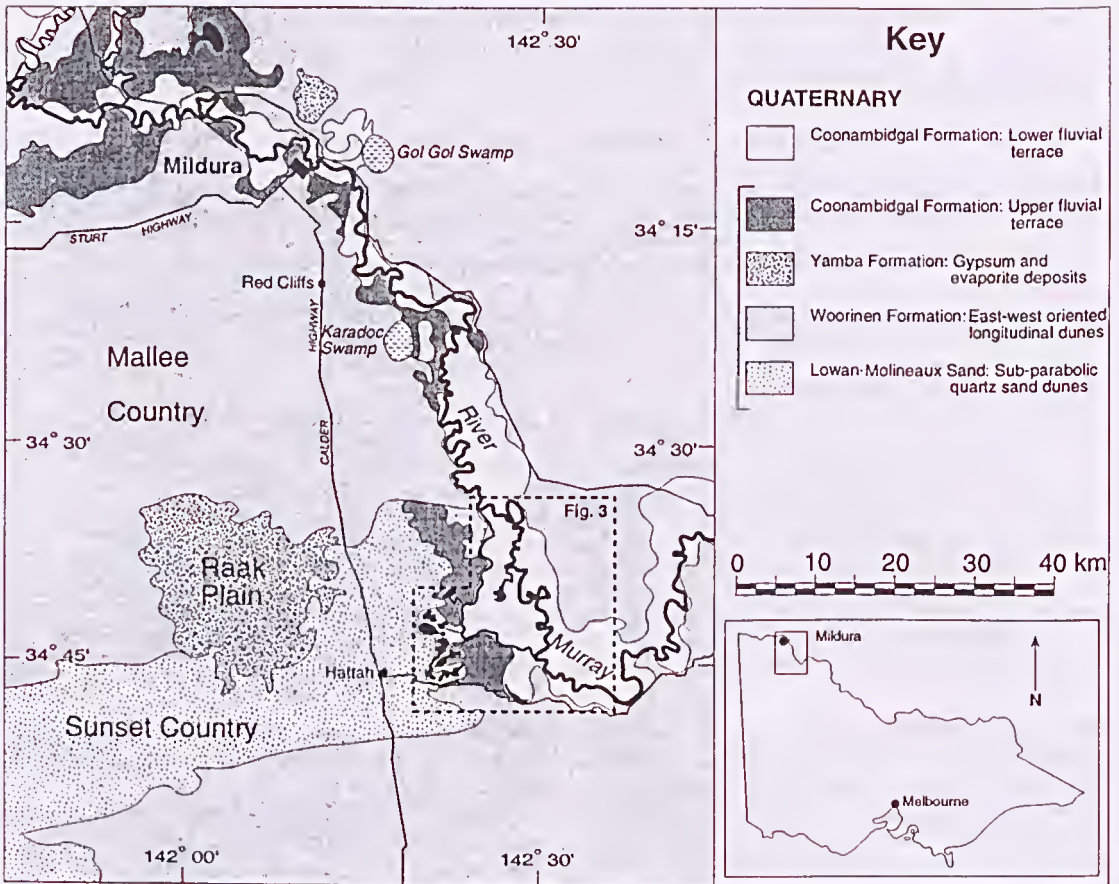 142° 30'
Gol Gol Swamp
Mildura
STURT HIGHWAY
34° 15'
Red Cliffs
Karadoc
Swamp
HIGHWAY
Mallee
Country
CALDER
River
34° 30'
34° 30'
Fig. 3
Raak
Plain
34° 45'
Hattah
Murray
Sunset Country
142° 00'
142° 30'
Key
QUATERNARY
Coonambidgal Formation: Lower fluvial
terrace
Coonambidgal Formation: Upper fluvial
terrace
Yamba Formation: Gypsum and
evaporite deposits
Woorinen Formation: East-west oriented
longitudinal dunes
Lowan-Molineaux Sand: Sub-parabolic
quartz sand dunes
0 10 20 30 40 km
Mildura
N
Melbourne